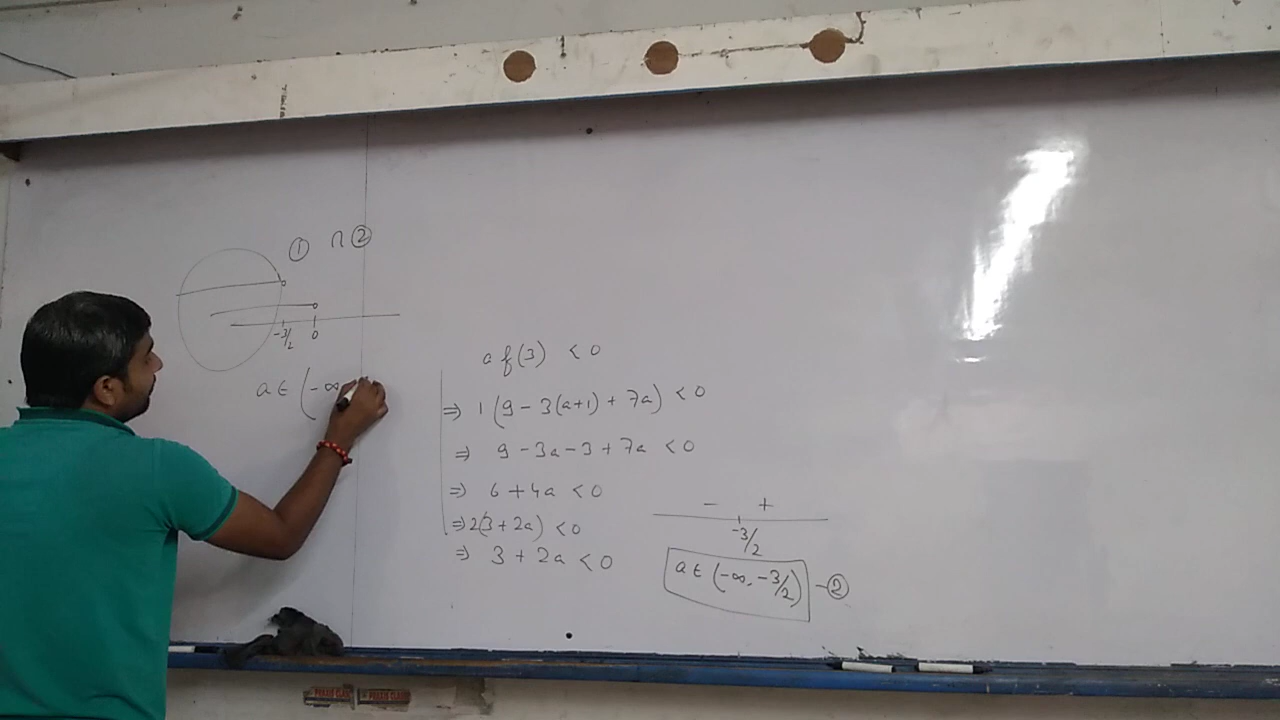 ① ∩ ②
-3/2 0
a ∈ (-∞
a f(3) < 0
⇒ 1 (9 - 3(a+1) + 7a) < 0
⇒ 9 - 3a - 3 + 7a < 0
⇒ 6 + 4a < 0
⇒ 2(3 + 2a) < 0
⇒ 3 + 2a < 0
- +
-3/2
a ∈ (-∞, -3/2) - ②